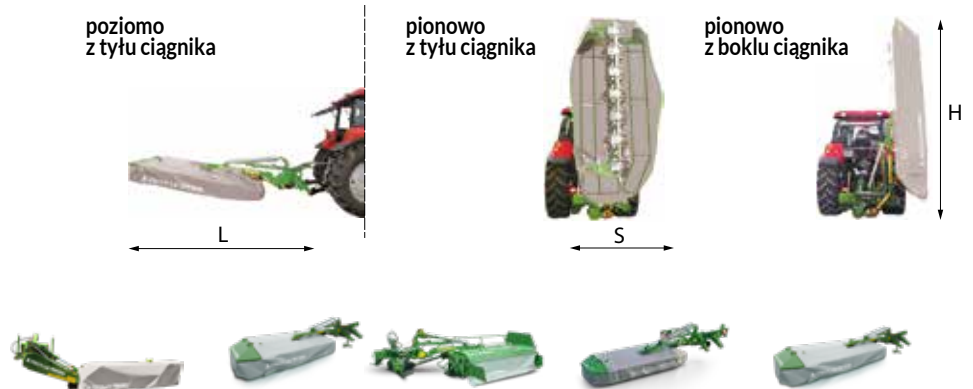 poziomo
z tyłu ciągnika
pionowo
z tyłu ciągnika
pionowo
z boklu ciągnika
H
L
S